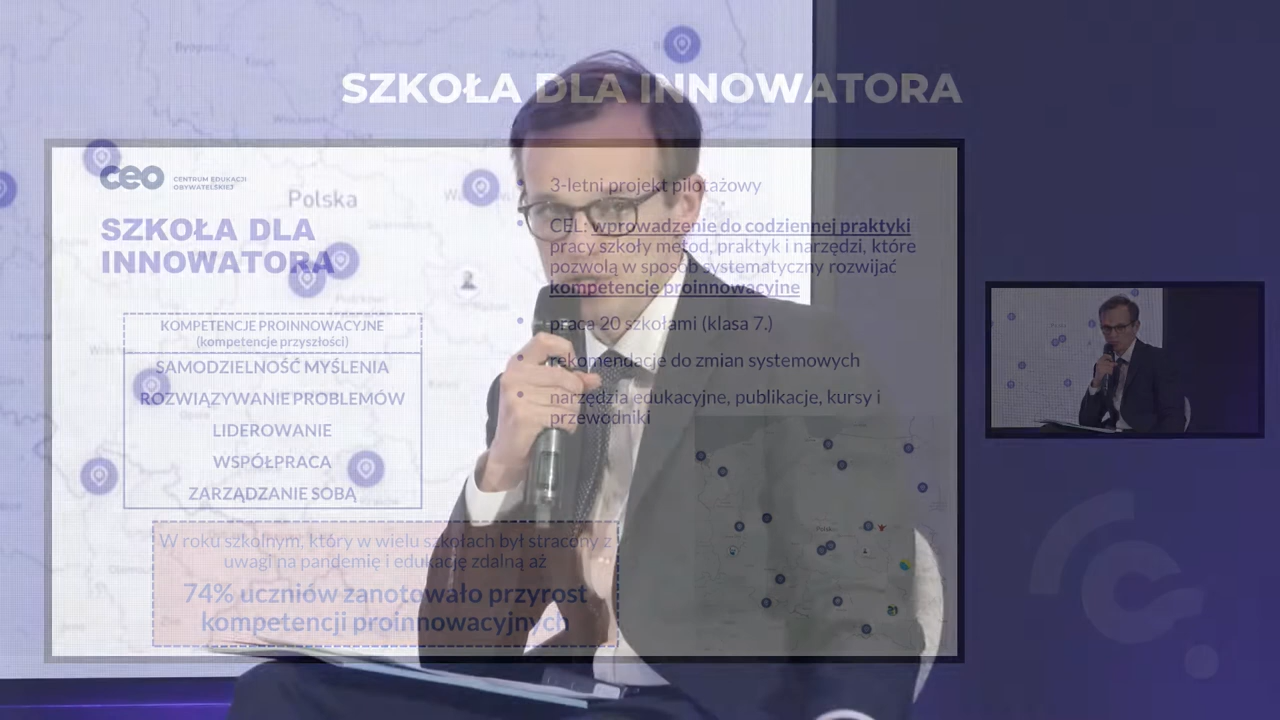 SZKOŁA DLA INNOWATORA
ceo CENTRUM EDUKACJI
OBYWATELSKIEJ
Polska
SZKOŁA DLA
INNOWATORA
KOMPETENCJE PROINNOWACYJNE
(kompetencje przyszłości)
SAMODZIELNOŚĆ MYŚLENIA
ROZWIĄZYWANIE PROBLEMÓW
LIDEROWANIE
WSPÓŁPRACA
ZARZĄDZANIE SOBĄ
W roku szkolnym, który w wielu szkołach był stracony z
uwagi na pandemię i edukację zdalną aż
74% uczniów zanotowało przyrost
kompetencji proinnowacyjnych
• 3-letni projekt pilotażowy
• CEL: wprowadzenie do codziennej praktyki
pracy szkoły metod, praktyk i narzędzi, które
pozwolą w sposób systematyczny rozwijać
kompetencje proinnowacyjne
• praca 20 szkołami (klasa 7.)
• rekomendacje do zmian systemowych
• narzędzia edukacyjne, publikacje, kursy i
przewodniki
Polska